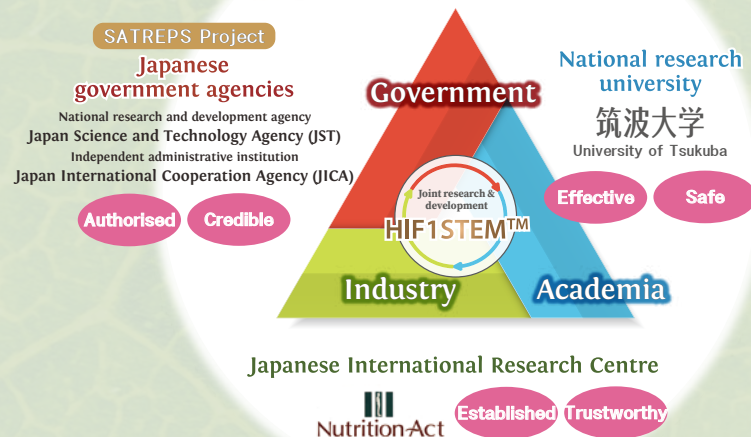 SATREPS Project
Japanese
government agencies
National research and development agency
Japan Science and Technology Agency (JST)
Independent administrative institution
Japan International Cooperation Agency (JICA)
Authorised
Credible
Government
National research
university
筑波大学
University of Tsukuba
Effective
Safe
Joint research &
development
HIF1STEM™
Industry
Academia
Japanese International Research Centre
Nutrition-Act
Established
Trustworthy